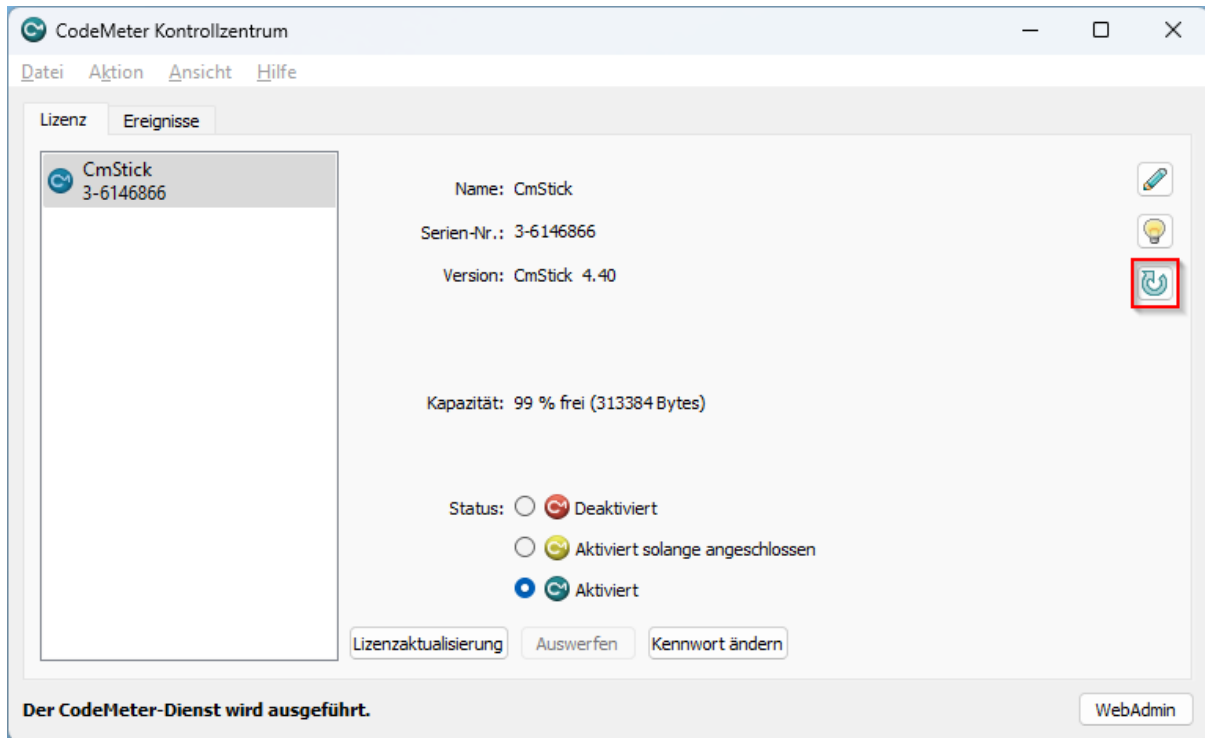 CodeMeter Kontrollzentrum
Datei Aktion Ansicht Hilfe
Lizenz Ereignisse
CmStick
3-6146866
Name: CmStick
Serien-Nr.: 3-6146866
Version: CmStick 4.40
Kapazität: 99 % frei (313384 Bytes)
Status: Deaktiviert
Aktiviert solange angeschlossen
Aktiviert
Lizenzaktualisierung Auswerfen Kennwort ändern
Der CodeMeter-Dienst wird ausgeführt. WebAdmin